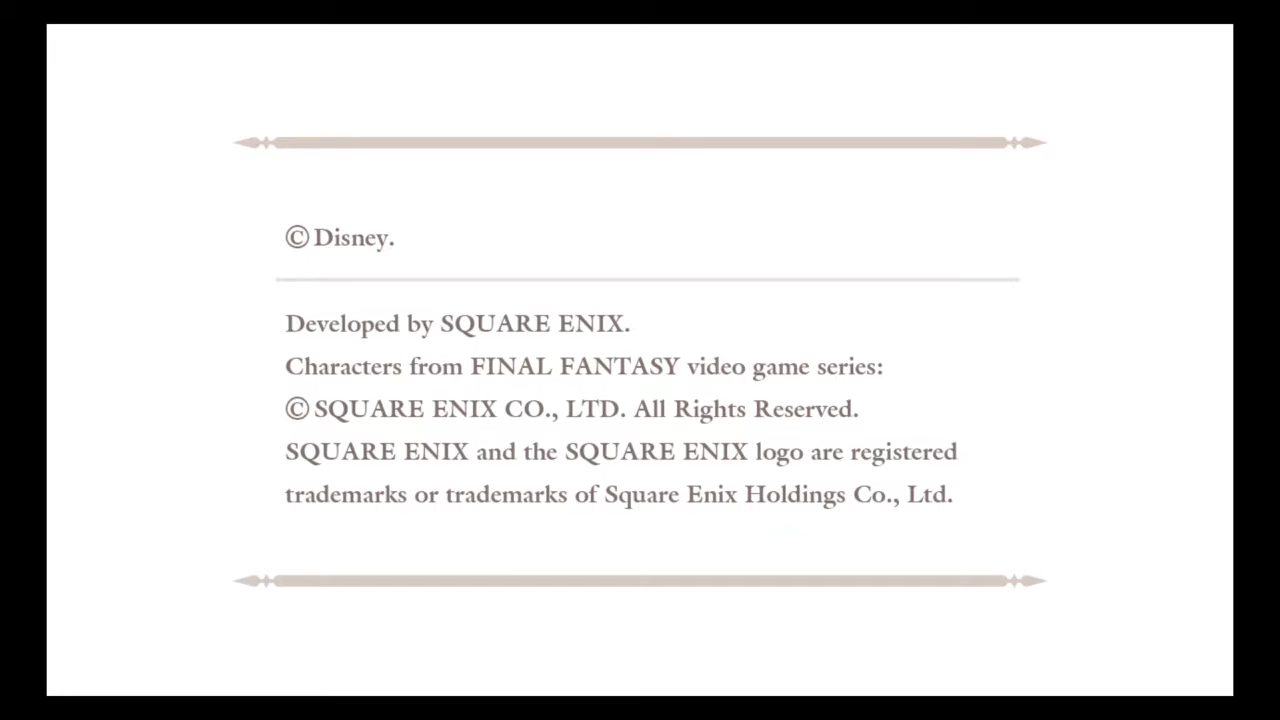 © Disney.
Developed by SQUARE ENIX.
Characters from FINAL FANTASY video game series:
© SQUARE ENIX CO., LTD. All Rights Reserved.
SQUARE ENIX and the SQUARE ENIX logo are registered
trademarks or trademarks of Square Enix Holdings Co., Ltd.